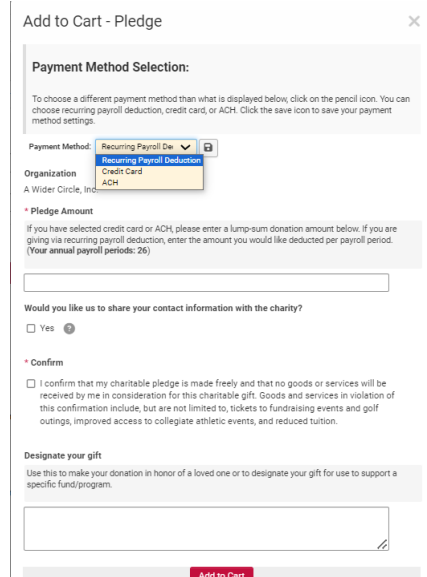 Add to Cart - Pledge
Payment Method Selection:
To choose a different payment method than what is displayed below, click on the pencil icon. You can
choose recurring payroll deduction, credit card, or ACH. Click the save icon to save your payment
method settings.
Payment Method: Recurring Payroll De
Recurring Payroll Deduction
Credit Card
ACH
Organization
A Wider Circle, Inc
* Pledge Amount
If you have selected credit card or ACH, please enter a lump-sum donation amount below. If you are
giving via recurring payroll deduction, enter the amount you would like deducted per payroll period.
(Your annual payroll periods: 26)
Would you like us to share your contact information with the charity?
Yes ?
* Confirm
I confirm that my charitable pledge is made freely and that no goods or services will be
received by me in consideration for this charitable gift. Goods and services in violation of
this confirmation include, but are not limited to, tickets to fundraising events and golf
outings, improved access to collegiate athletic events, and reduced tuition.
Designate your gift
Use this to make your donation in honor of a loved one or to designate your gift for use to support a
specific fund/program.
Add to Cart